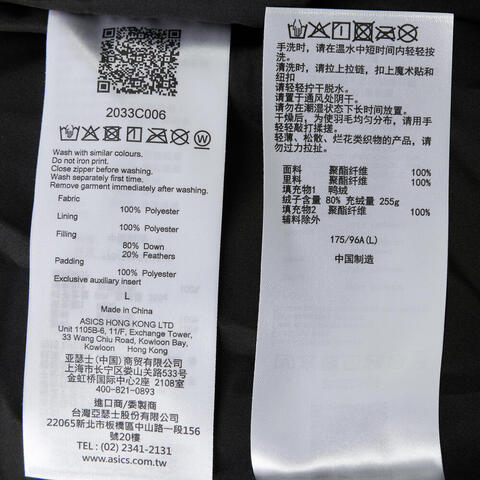 2033C006
Wash with similar colours.
Do not iron print.
Close zipper before washing.
Wash separately first time.
Remove garment immediately after washing.
Fabric
100% Polyester
Lining
100% Polyester
Filling
80% Down
20% Feathers
Padding
100% Polyester
Exclusive auxiliary insert
L
Made in China
ASICS HONG KONG LTD
Unit 1105B-6, 11/F, Exchange Tower,
33 Wang Chiu Road, Kowloon Bay,
Kowloon Hong Kong
亚瑟士(中国)商贸有限公司
上海市长宁区娄山关路533号
金虹桥国际中心2座 2108室
400-821-0893
進口商/委製商
台灣亞瑟士股份有限公司
22065新北市板橋區中山路一段156
號20樓
TEL : (02) 2341-2131
www.asics.com.tw
手洗时，请在温水中短时间内轻轻按
洗。
洗涤时，请拉上拉链，扣上魔术贴和
纽扣
请轻轻拧干脱水。
请置于通风处阴干。
请勿在潮湿状态下长时间放置。
干燥后，为使羽毛均匀分布，请用手
轻轻敲打揉搓。
轻薄、松散、烂花类织物的产品，请
勿过力拉扯。
面料 聚酯纤维 100%
里料 聚酯纤维 100%
填充物1 鸭绒
绒子含量 80% 充绒量 255g
填充物2 聚酯纤维 100%
辅料除外
175/96A(L)
中国制造